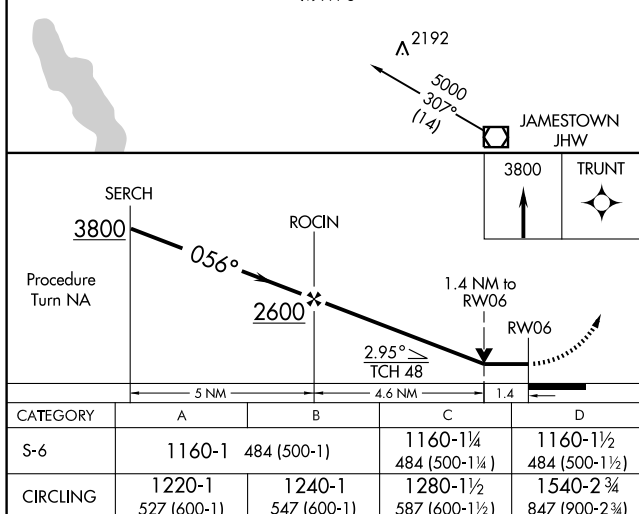 2192
5000
307°
(14)
JAMESTOWN
JHW
3800
TRUNT
SERCH
3800
056°
ROCIN
Procedure
Turn NA
2600
1.4 NM to
RW06
RW06
2.95°
TCH 48
5 NM
4.6 NM
1.4
CATEGORY A B C D
S-6 1160-1 484 (500-1) 1160-1¼ 1160-1½
484 (500-1¼) 484 (500-1½)
CIRCLING 1220-1 1240-1 1280-1½ 1540-2¾
527 (600-1) 547 (600-1) 587 (600-1½) 847 (900-2¾)